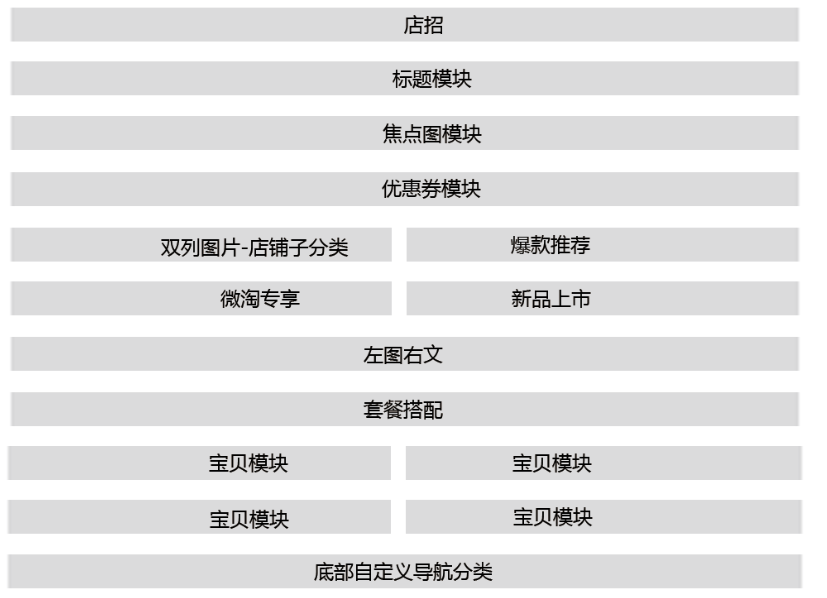 店招
标题模块
焦点图模块
优惠券模块
双列图片-店铺子分类
爆款推荐
微淘专享
新品上市
左图右文
套餐搭配
宝贝模块
宝贝模块
宝贝模块
宝贝模块
底部自定义导航分类